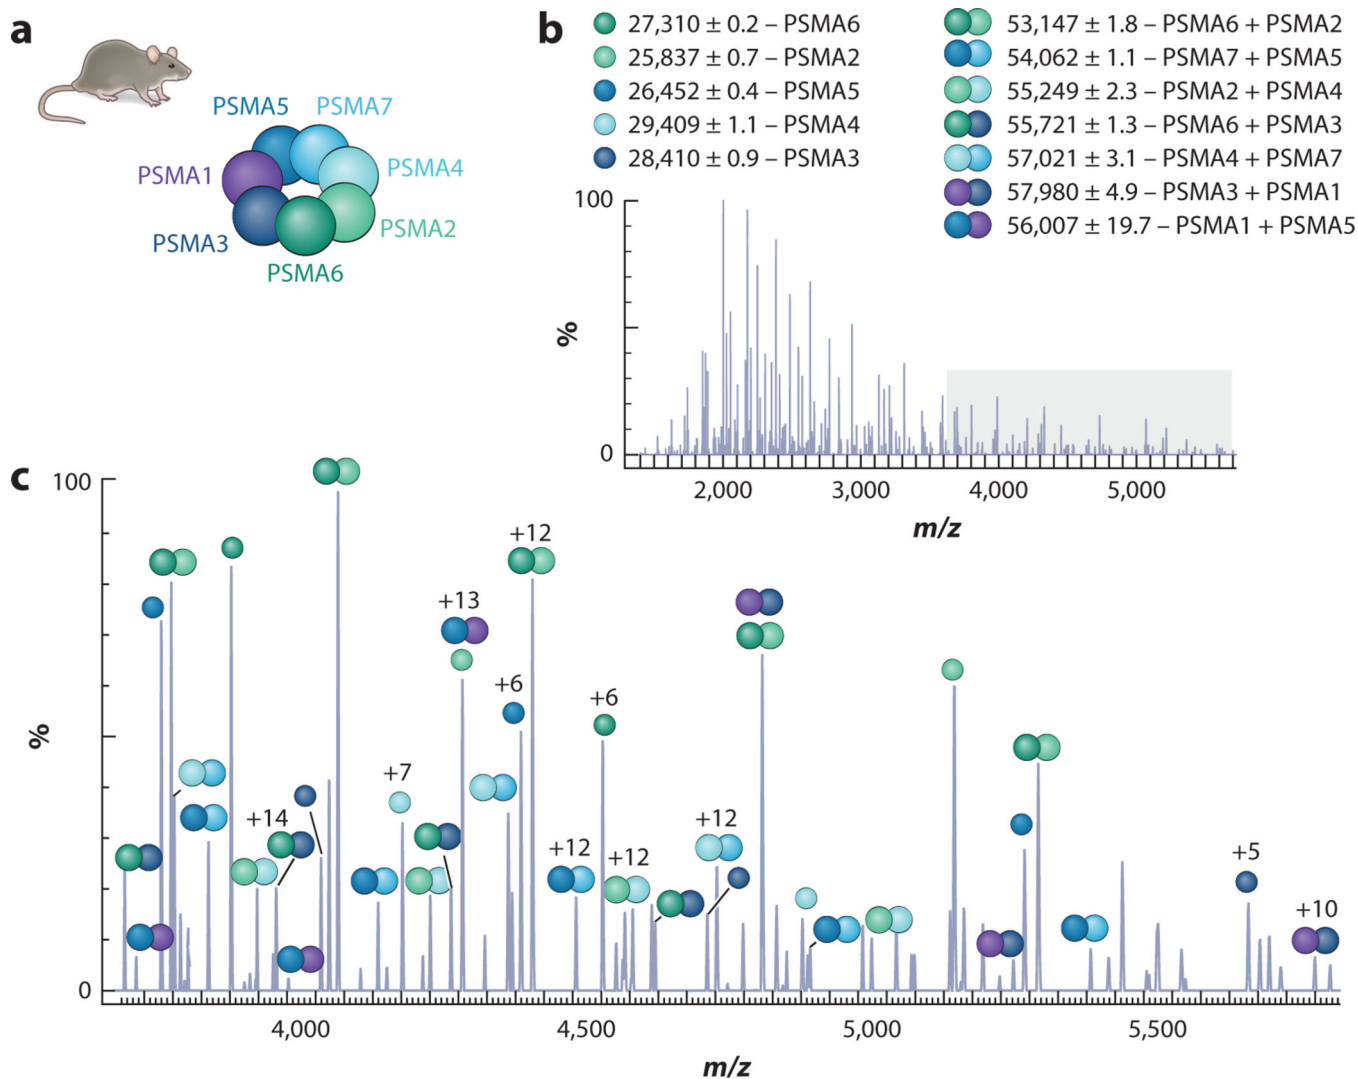 a
PSMA5 PSMA7
PSMA1
PSMA4
PSMA3
PSMA2
PSMA6
b
27,310 ± 0.2 – PSMA6
25,837 ± 0.7 – PSMA2
26,452 ± 0.4 – PSMA5
29,409 ± 1.1 – PSMA4
28,410 ± 0.9 – PSMA3
53,147 ± 1.8 – PSMA6 + PSMA2
54,062 ± 1.1 – PSMA7 + PSMA5
55,249 ± 2.3 – PSMA2 + PSMA4
55,721 ± 1.3 – PSMA6 + PSMA3
57,021 ± 3.1 – PSMA4 + PSMA7
57,980 ± 4.9 – PSMA3 + PSMA1
56,007 ± 19.7 – PSMA1 + PSMA5
100
%
0
2,000 3,000 4,000 5,000
m/z
c
100
+12
+13
+6
+6
+7
+14
+12
+12
+12
+5
+10
%
0
4,000 4,500 5,000 5,500
m/z